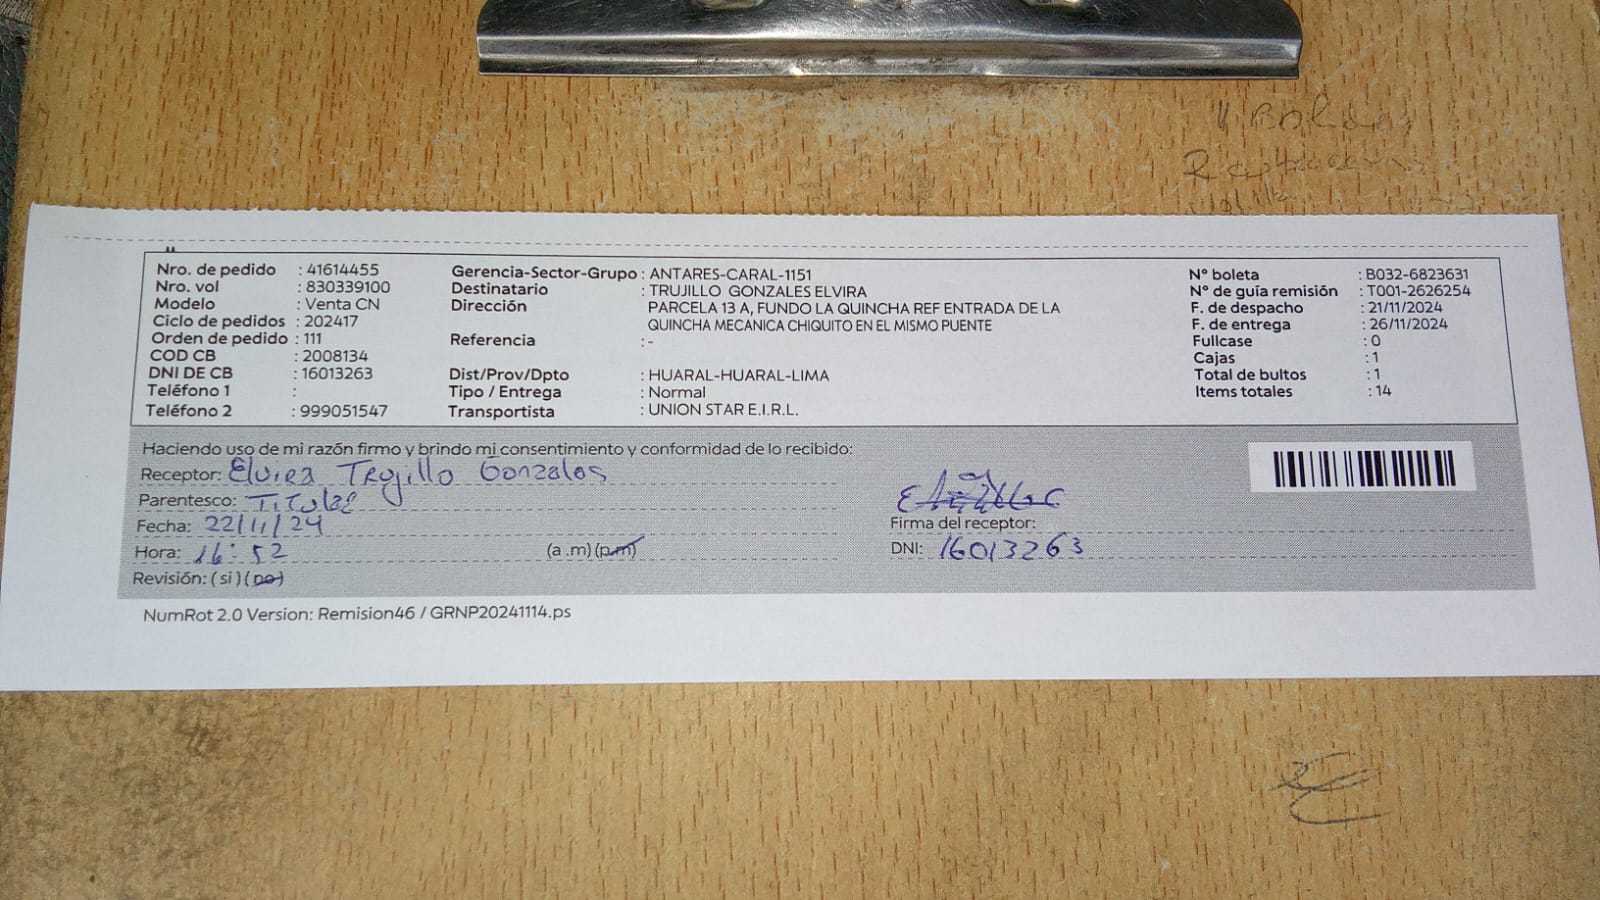 Nro. de pedido : 41614455
Nro. vol : 830339100
Modelo : Venta CN
Ciclo de pedidos : 202417
Orden de pedido : 111
COD CB : 2008134
DNI DE CB : 16013263
Teléfono 1 :
Teléfono 2 : 999051547
Gerencia-Sector-Grupo : ANTARES-CARAL-1151
Destinatario : TRUJILLO GONZALES ELVIRA
Dirección PARCELA 13 A, FUNDO LA QUINCHA REF ENTRADA DE LA
QUINCHA MECANICA CHIQUITO EN EL MISMO PUENTE
Referencia : -
Dist/Prov/Dpto : HUARAL-HUARAL-LIMA
Tipo / Entrega : Normal
Transportista : UNION STAR E.I.R.L.
N° boleta : B032-6823631
N° de guía remisión : T001-2626254
F. de despacho : 21/11/2024
F. de entrega : 26/11/2024
Fullcase : 0
Cajas : 1
Total de bultos : 1
Items totales : 14
Haciendo uso de mi razón firmo y brindo mi consentimiento y conformidad de lo recibido:
Receptor: Elvira Trujillo Gonzalos
Parentesco: Titular
Fecha: 22/11/24
Hora: 16:52 (a .m) (p.m)
Revisión: ( si ) ( no )
Firma del receptor:
DNI: 16013263
NumRot 2.0 Version: Remision46 / GRNP20241114.ps